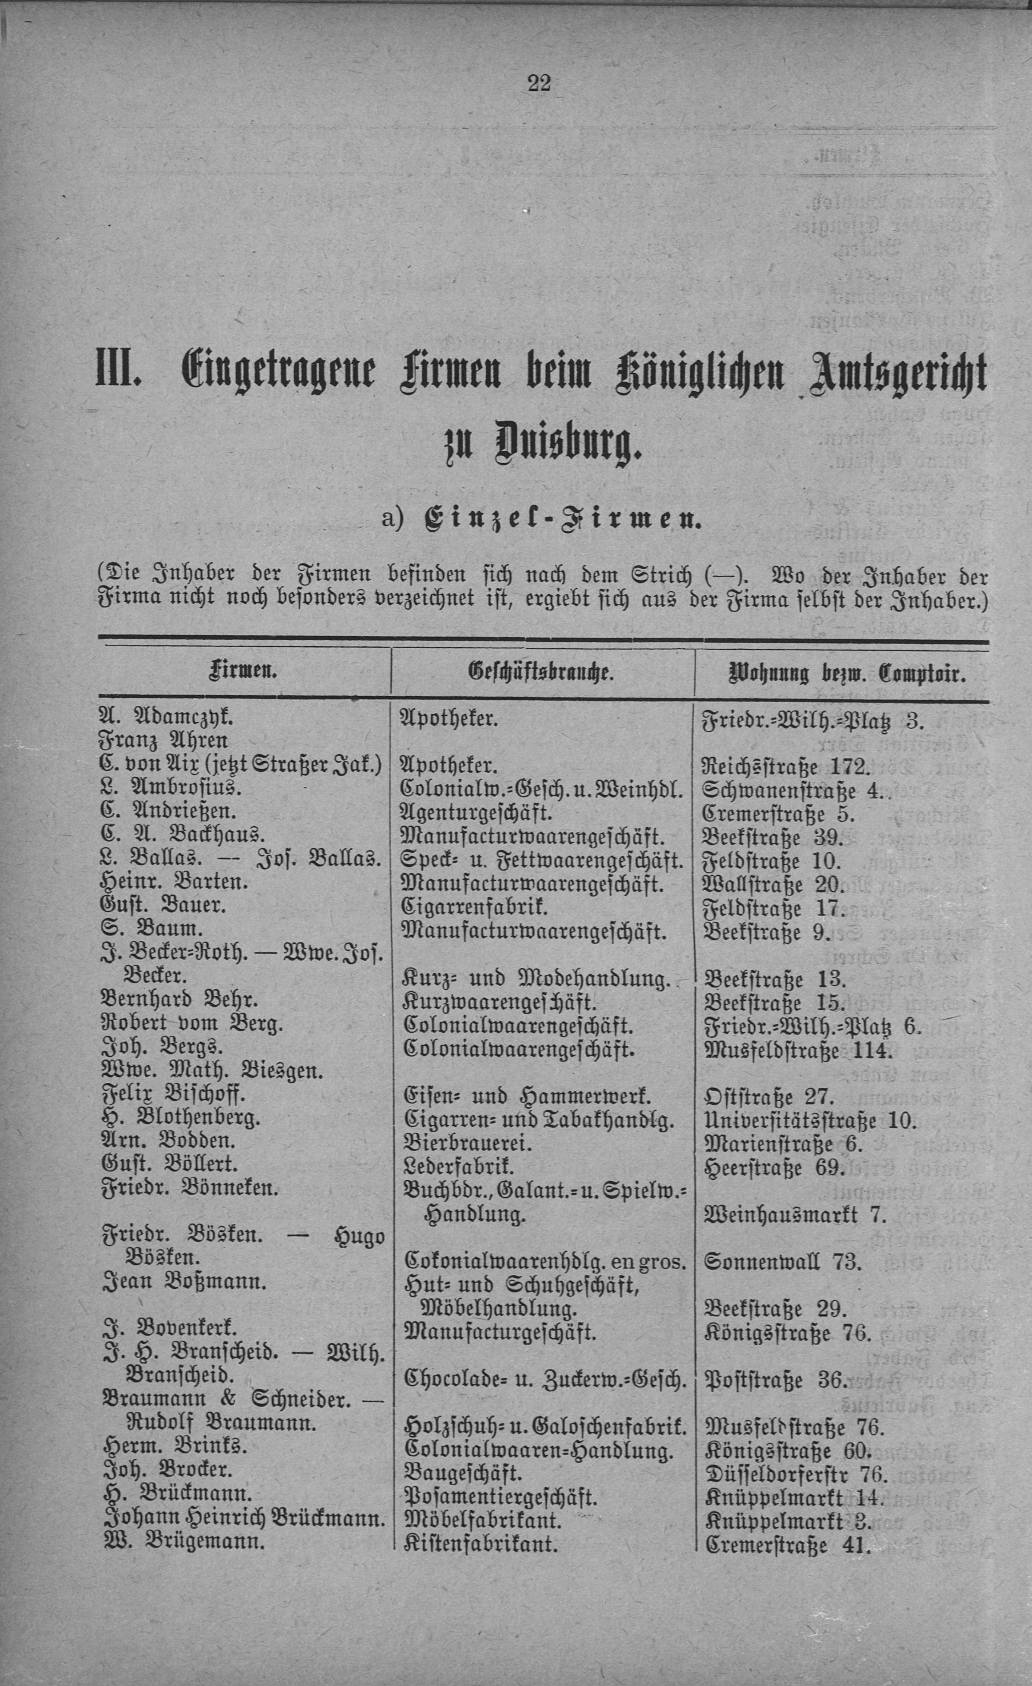 22
III. Eingetragene Firmen beim Königlichen Amtsgericht
zu Duisburg.
a) Einzel-Firmen.
(Die Inhaber der Firmen befinden sich nach dem Strich (—). Wo der Inhaber der
Firma nicht noch besonders verzeichnet ist, ergiebt sich aus der Firma selbst der Inhaber.)
Firmen. Geschäftsbranche. Wohnung bezw. Comptoir.
A. Adamczyk. Apotheker. Friedr.-Wilh.-Platz 3.
Franz Ahren
C. von Aix (jetzt Straßer Jak.) Apotheker. Reichsstraße 172.
L. Ambrosius. Colonialw.-Gesch. u. Weinhdl. Schwanenstraße 4.
C. Andrießen. Agenturgeschäft. Cremerstraße 5.
C. A. Backhaus. Manufacturwaarengeschäft. Beekstraße 39.
L. Ballas. — Jos. Ballas. Speck- u. Fettwaarengeschäft. Feldstraße 10.
Heinr. Barten. Manufacturwaarengeschäft. Wallstraße 20.
Gust. Bauer. Cigarrenfabrik. Feldstraße 17.
S. Baum. Manufacturwaarengeschäft. Beekstraße 9.
J. Becker-Roth. — Wwe. Jos.
Becker. Kurz- und Modehandlung. Beekstraße 13.
Bernhard Behr. Kurzwaarengeschäft. Beekstraße 15.
Robert vom Berg. Colonialwaarengeschäft. Friedr.-Wilh.-Platz 6.
Joh. Bergs. Colonialwaarengeschäft. Musfeldstraße 114.
Wwe. Math. Biesgen.
Felix Bischoff. Eisen- und Hammerwerk. Oststraße 27.
H. Blothenberg. Cigarren- und Tabakhandlg. Universitätsstraße 10.
Arn. Bodden. Bierbrauerei. Marienstraße 6.
Gust. Böllert. Lederfabrik. Heerstraße 69.
Friedr. Bönneken. Buchbdr., Galant.- u. Spielw.-
Handlung. Weinhausmarkt 7.
Friedr. Bösken. — Hugo
Bösken. Cokonialwaarenhdlg. en gros. Sonnenwall 73.
Jean Boßmann. Hut- und Schuhgeschäft,
Möbelhandlung. Beekstraße 29.
J. Bovenkerk. Manufacturgeschäft. Königsstraße 76.
J. H. Branscheid. — Wilh.
Branscheid. Chocolade- u. Zuckerw.-Gesch. Poststraße 36.
Braumann & Schneider. —
Rudolf Braumann. Holzschuh- u. Galoschenfabrik. Musfeldstraße 76.
Herm. Brinks. Colonialwaaren-Handlung. Königsstraße 60.
Joh. Brocker. Baugeschäft. Düsseldorferstr 76.
H. Brückmann. Posamentiergeschäft. Knüppelmarkt 14.
Johann Heinrich Brückmann. Möbelfabrikant. Knüppelmarkt 3.
W. Brügemann. Kistenfabrikant. Cremerstraße 41.